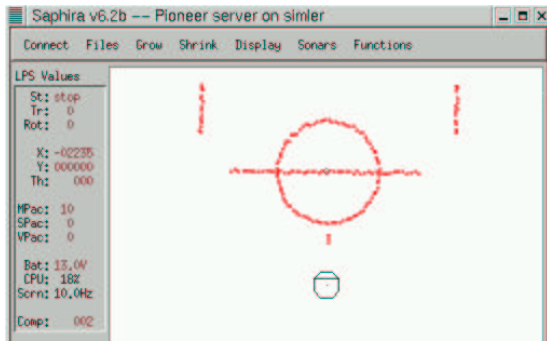 Saphira v6.2b -- Pioneer server on simler
Connect Files Grow Shrink Display Sonars Functions
LPS Values
St: stop
Tr: 0
Rot: 0
X: -02235
Y: 000000
Th: 000
MPac: 10
SPac: 0
VPac: 0
Bat: 13.0V
CPU: 18%
Scrn: 10.0Hz
Comp: 002